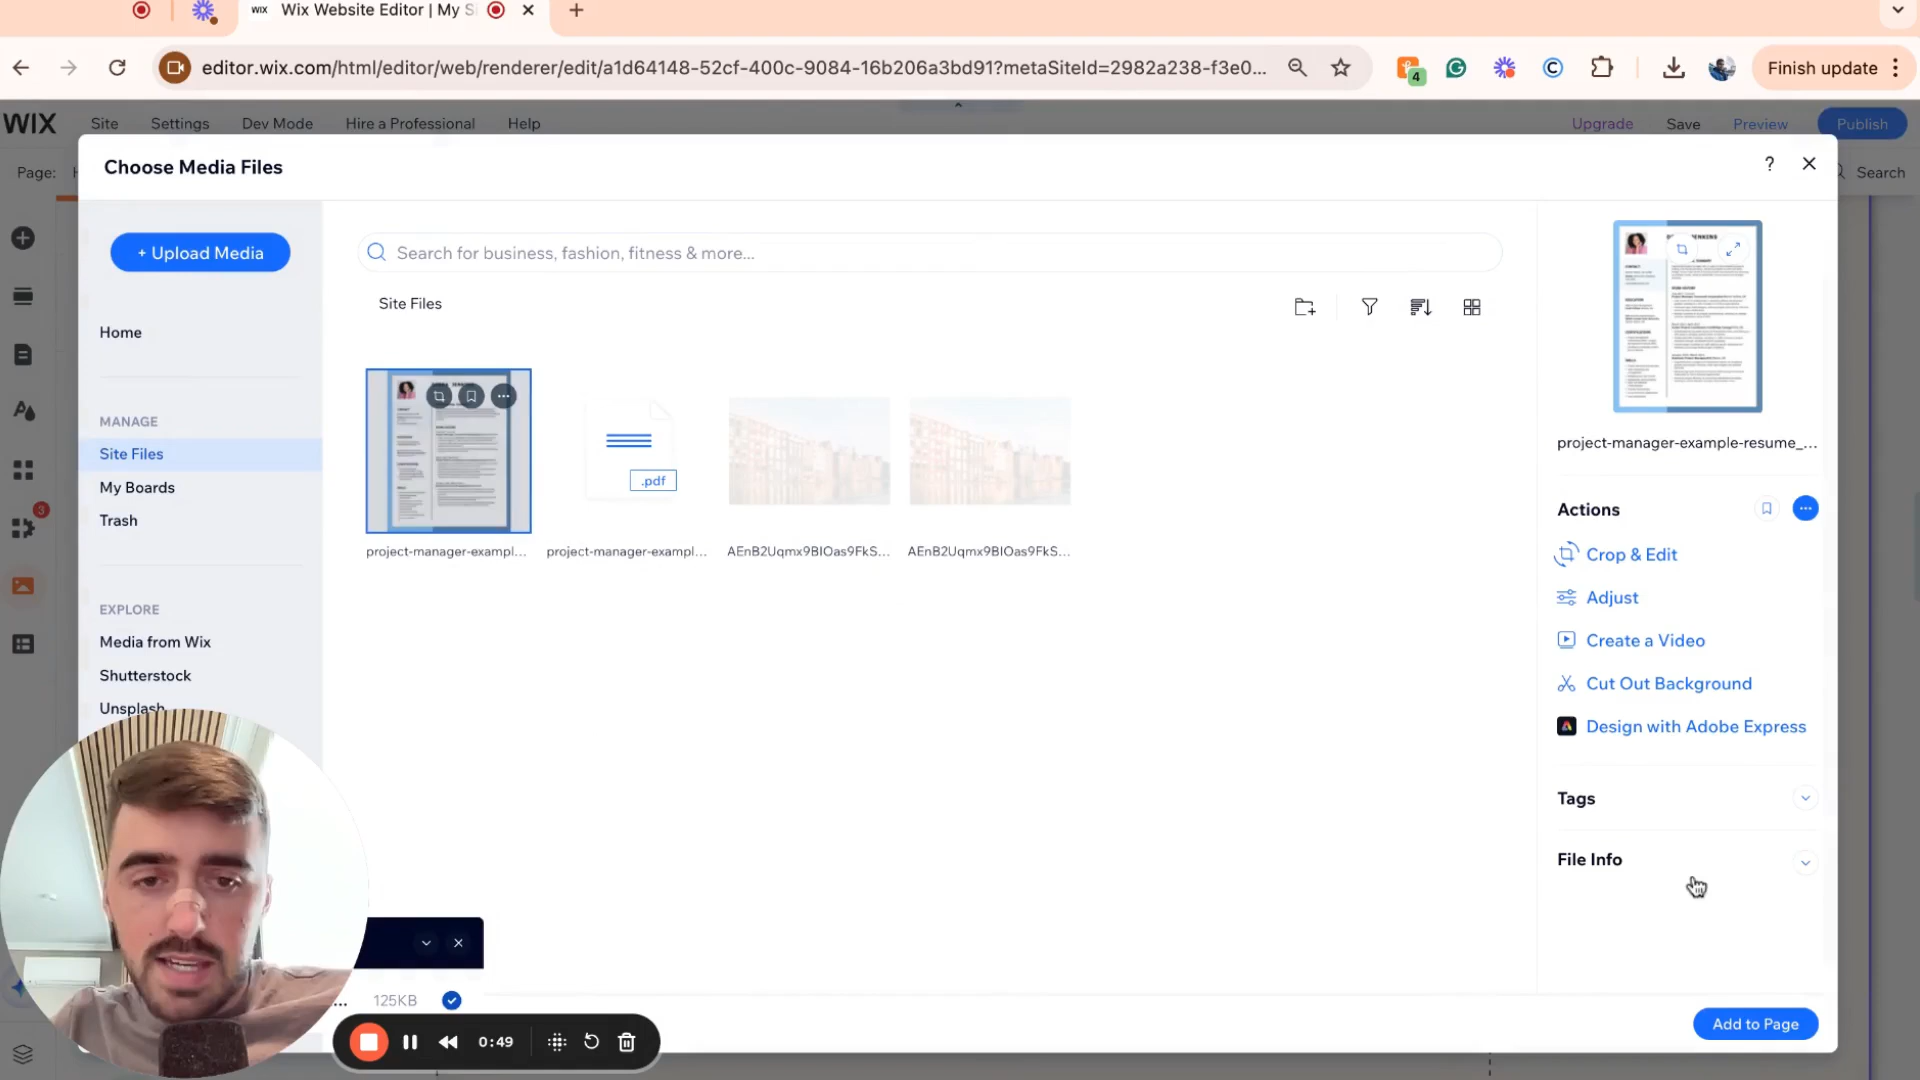 WIX Wix Website Editor | My Si
editor.wix.com/html/editor/web/renderer/edit/a1d64148-52cf-400c-9084-16b206a3bd91?metaSiteId=2982a238-f3e0...
4
Finish update
WIX
Site
Settings
Dev Mode
Hire a Professional
Help
Upgrade
Save
Preview
Publish
Page:
Search
Choose Media Files
?
+ Upload Media
Search for business, fashion, fitness & more...
Home
Site Files
MANAGE
Site Files
My Boards
Trash
3
.pdf
project-manager-exampl...
project-manager-exampl...
AEnB2Uqmx9BIOas9FkS...
AEnB2Uqmx9BIOas9FkS...
EXPLORE
Media from Wix
Shutterstock
Unsplash
project-manager-example-resume_...
Actions
Crop & Edit
Adjust
Create a Video
Cut Out Background
Design with Adobe Express
Tags
File Info
... 125KB
0:49
Add to Page